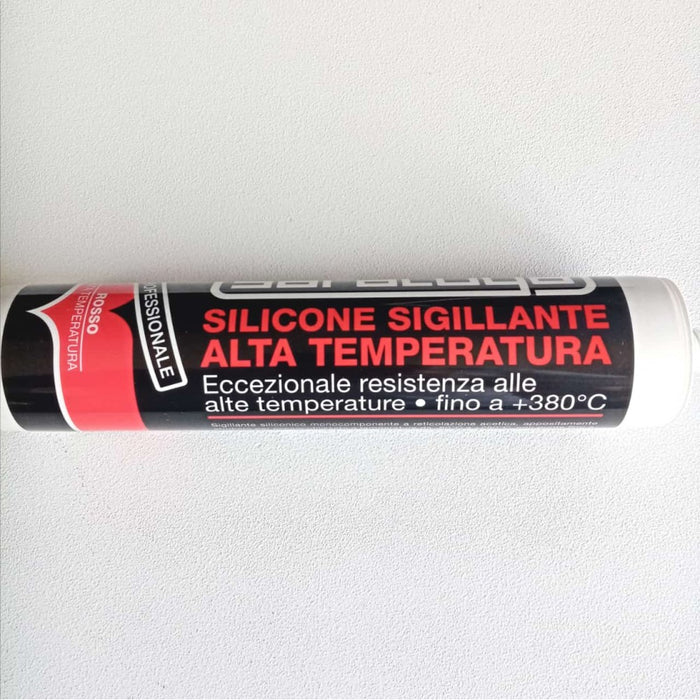 SILICONE SIGILLANTE
ALTA TEMPERATURA
Eccezionale resistenza alle
alte temperature • fino a +380°C
Sigillante siliconico monocomponente a reticolazione acetica, appositamente
ROSSO
TEMPERATURA